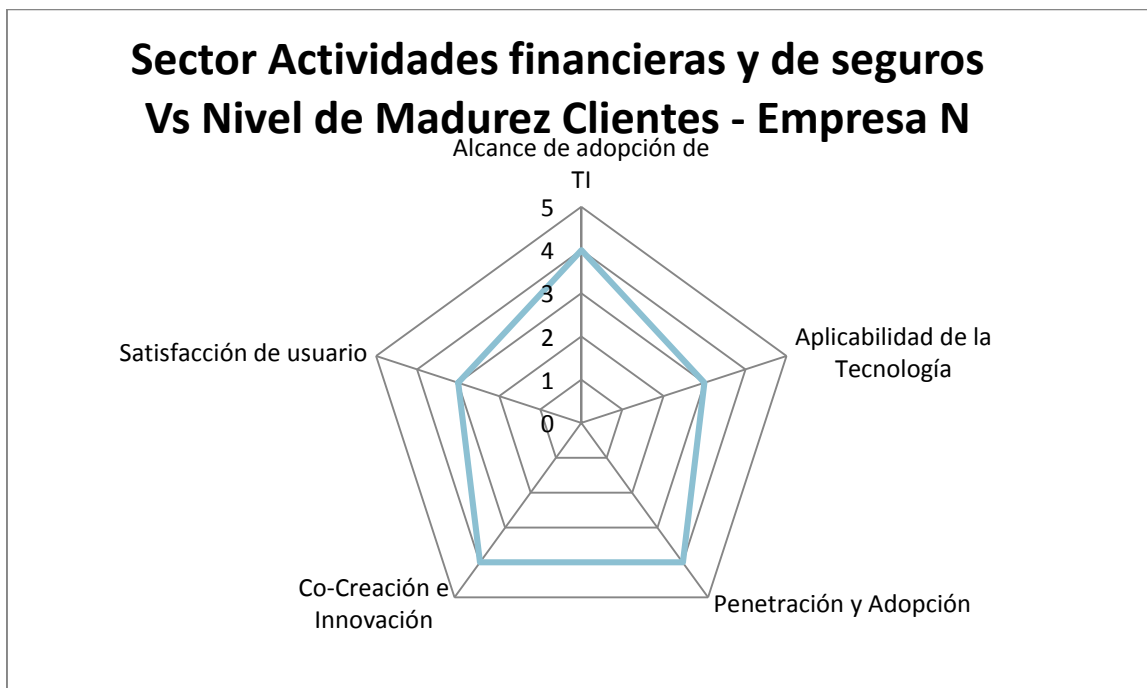 Sector Actividades financieras y de seguros
Vs Nivel de Madurez Clientes - Empresa N
Alcance de adopción de
TI
5
4
3
2
1
0
Aplicabilidad de la
Tecnología
Satisfacción de usuario
Co-Creación e
Innovación
Penetración y Adopción